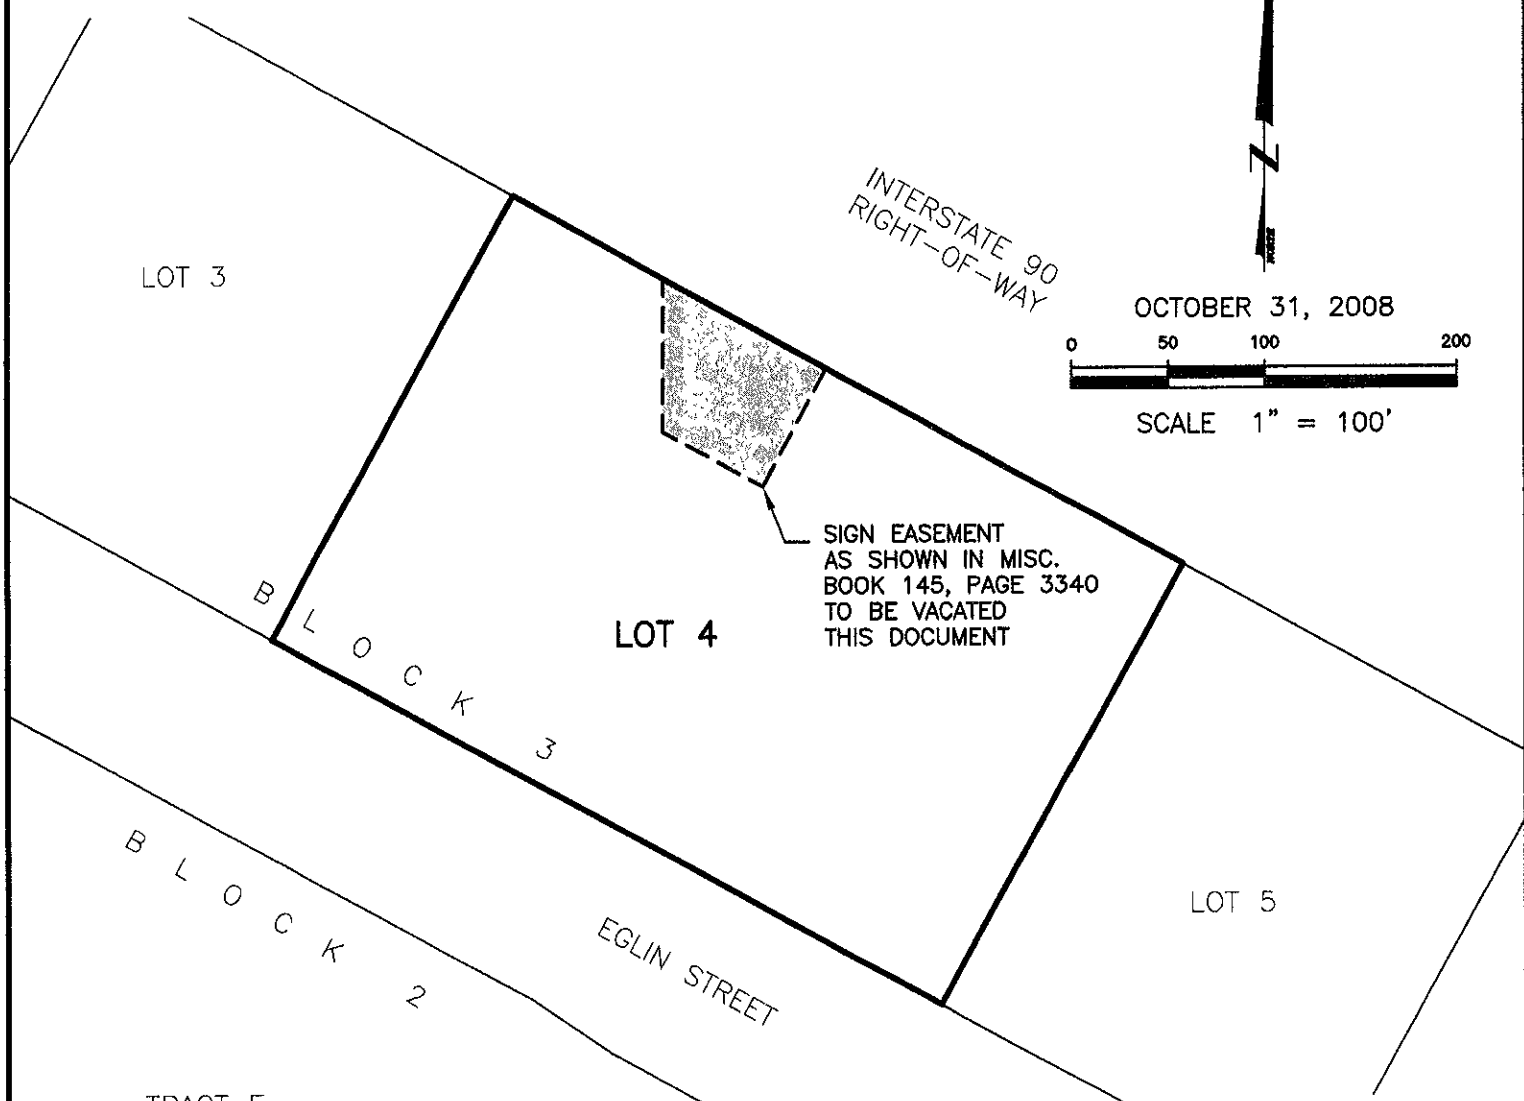 INTERSTATE 90
RIGHT-OF-WAY
N
LOT 3
OCTOBER 31, 2008
0 50 100 200
SCALE 1" = 100'
SIGN EASEMENT
AS SHOWN IN MISC.
BOOK 145, PAGE 3340
TO BE VACATED
THIS DOCUMENT
LOT 4
BLOCK 3
LOT 5
BLOCK 2
EGLIN STREET